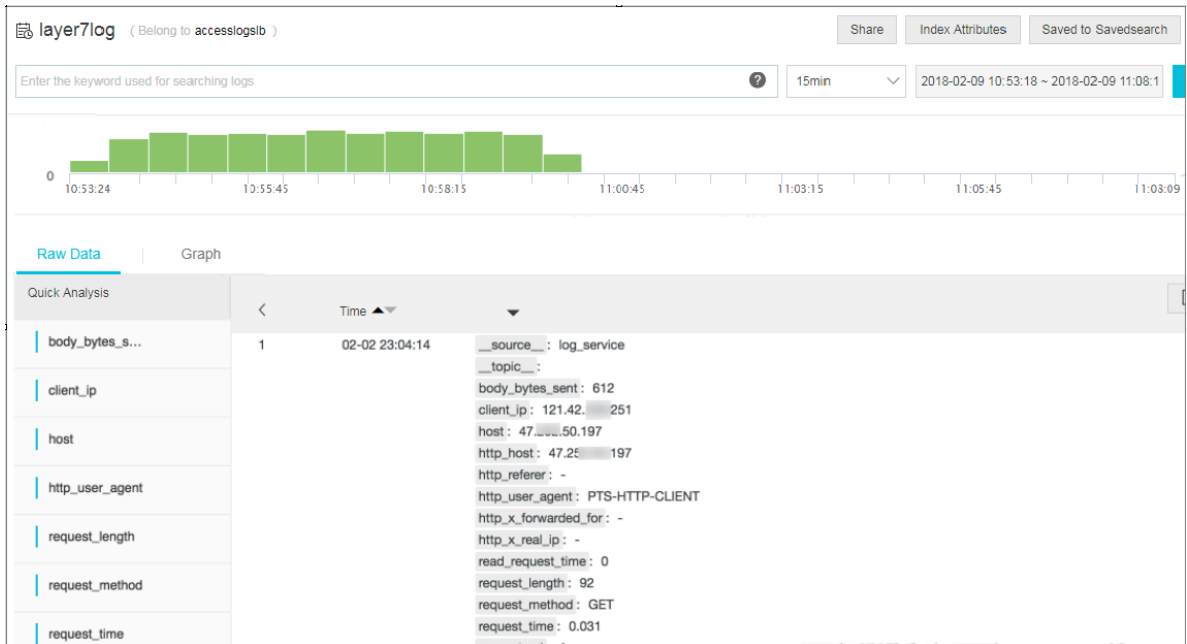 layer7log ( Belong to accesslogslb )
Share
Index Attributes
Saved to Savedsearch
Enter the keyword used for searching logs
?
15min
2018-02-09 10:53:18 ~ 2018-02-09 11:08:1
0
10:53:24 10:55:45 10:58:15 11:00:45 11:03:15 11:05:45 11:08:09
Raw Data
Graph
Quick Analysis
body_bytes_s...
client_ip
host
http_user_agent
request_length
request_method
request_time
Time
1
02-02 23:04:14
__source__ : log_service
__topic__ :
body_bytes_sent : 612
client_ip : 121.42. 251
host : 47. .50.197
http_host : 47.25 197
http_referer : -
http_user_agent : PTS-HTTP-CLIENT
http_x_forwarded_for : -
http_x_real_ip : -
read_request_time : 0
request_length : 92
request_method : GET
request_time : 0.031